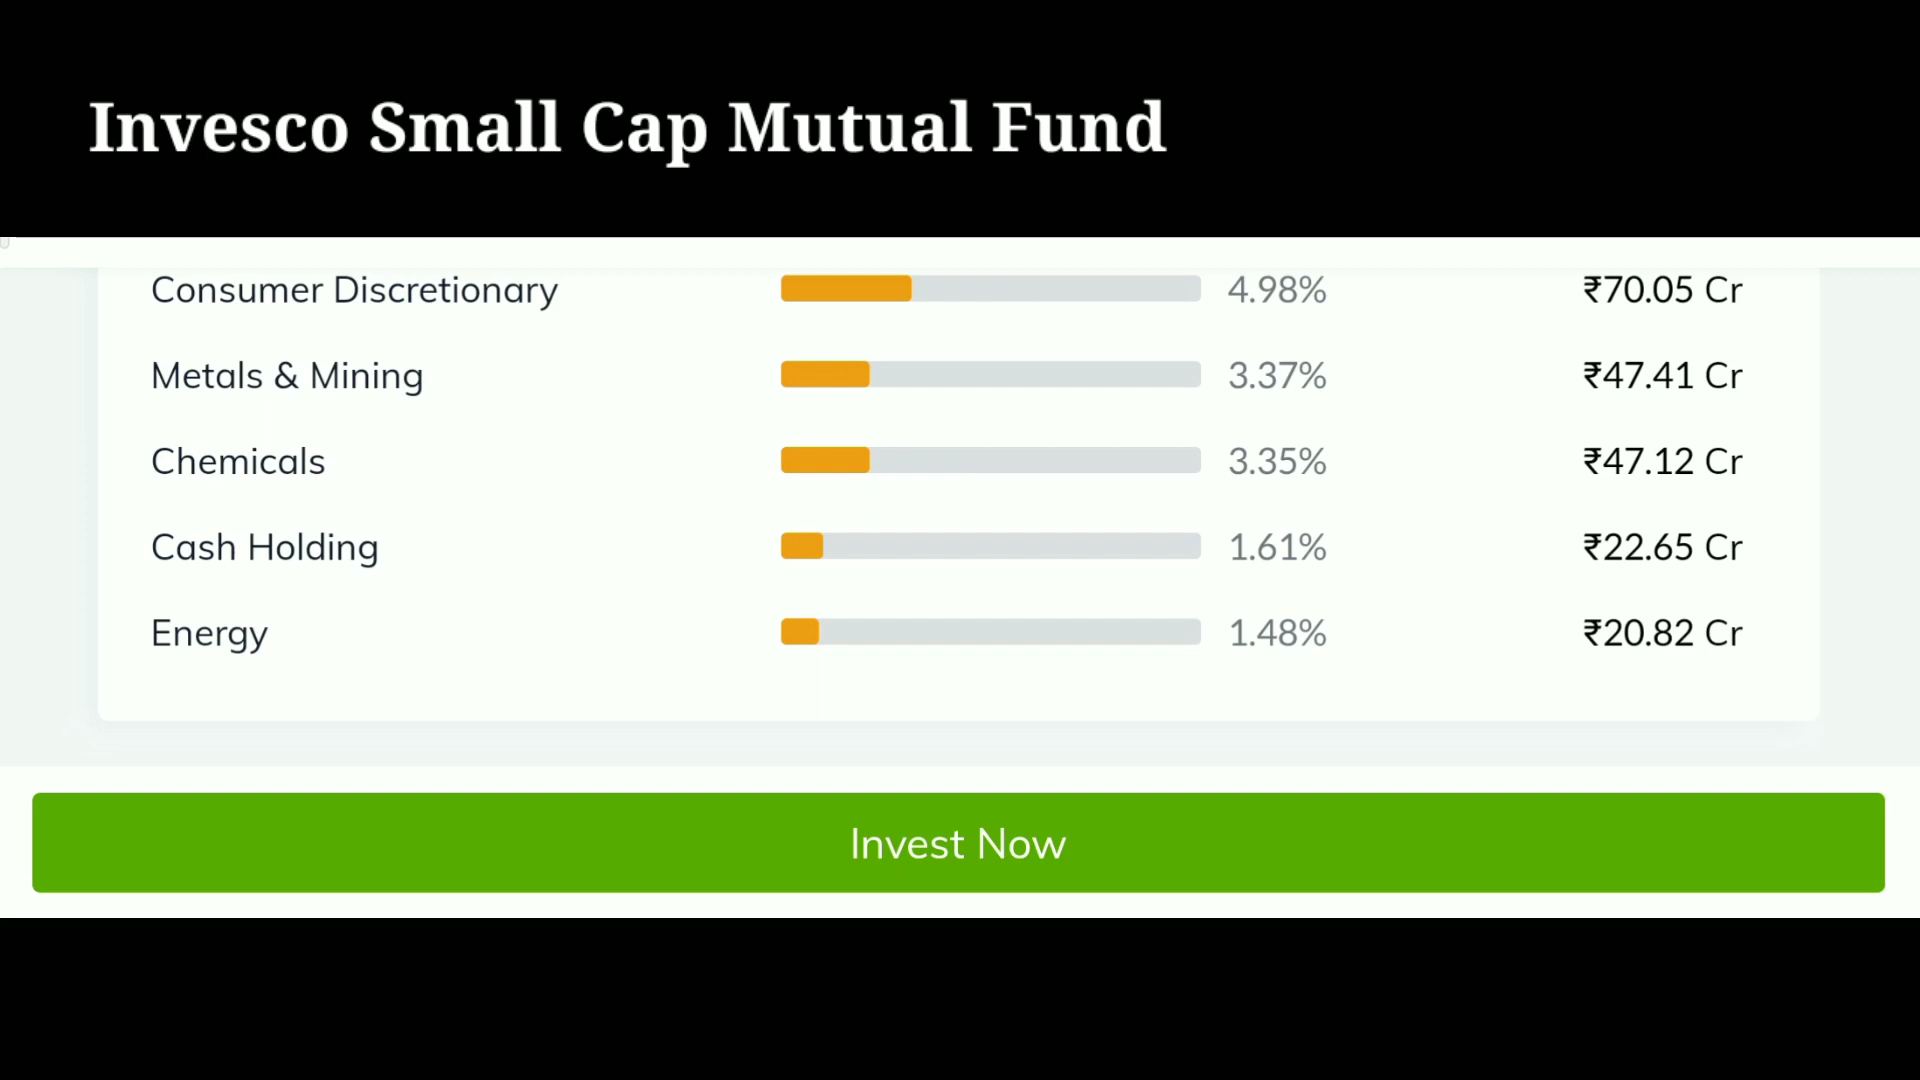 Invesco Small Cap Mutual Fund
Consumer Discretionary 4.98% ₹70.05 Cr
Metals & Mining 3.37% ₹47.41 Cr
Chemicals 3.35% ₹47.12 Cr
Cash Holding 1.61% ₹22.65 Cr
Energy 1.48% ₹20.82 Cr
Invest Now